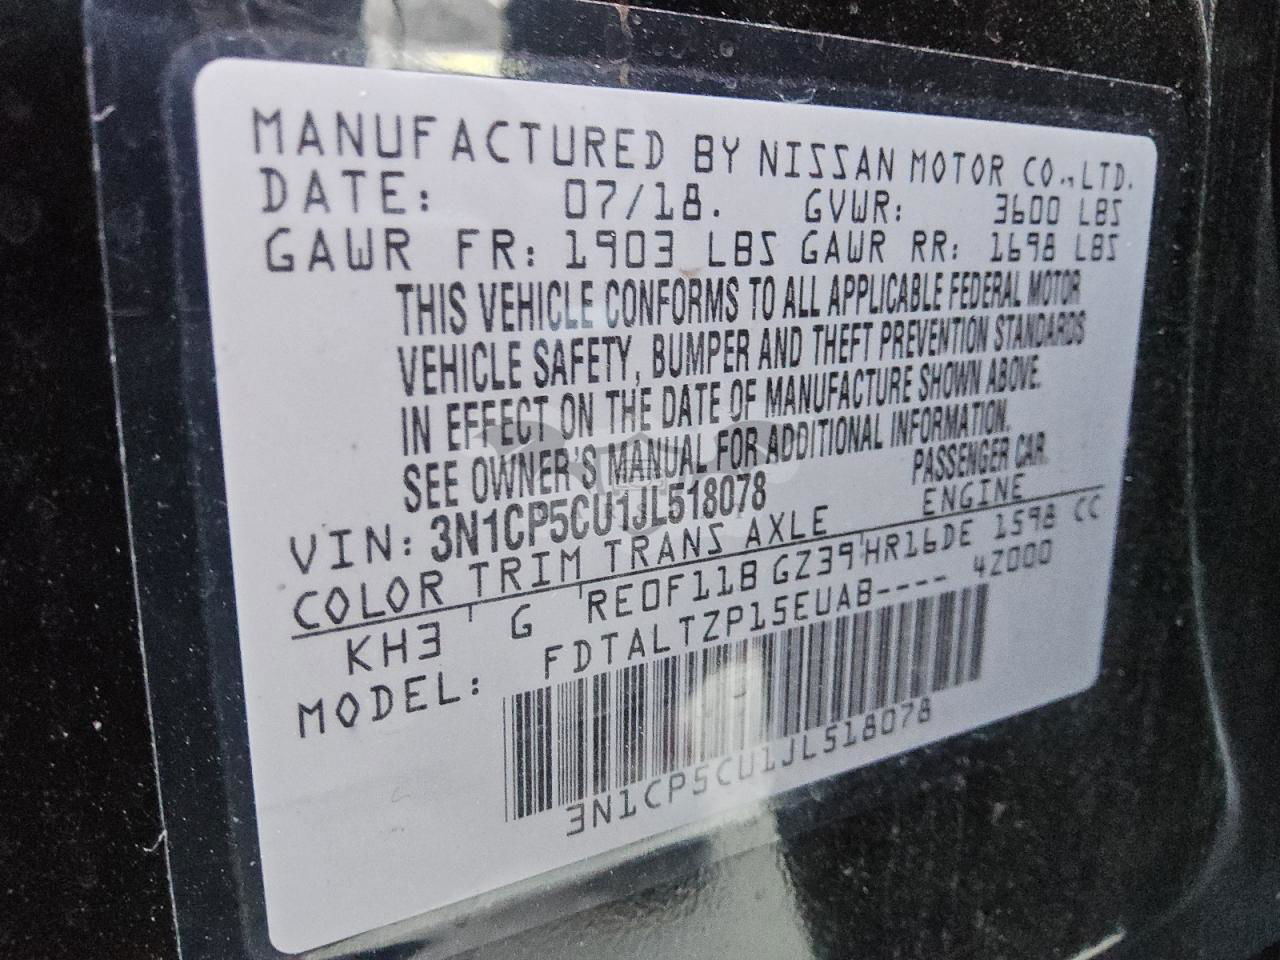 MANUFACTURED BY NISSAN MOTOR CO.,LTD.
DATE: 07/18. GVWR: 3600 LBS
GAWR FR: 1903 LBS GAWR RR: 1698 LBS
THIS VEHICLE CONFORMS TO ALL APPLICABLE FEDERAL MOTOR
VEHICLE SAFETY, BUMPER AND THEFT PREVENTION STANDARDS
IN EFFECT ON THE DATE OF MANUFACTURE SHOWN ABOVE.
SEE OWNER'S MANUAL FOR ADDITIONAL INFORMATION.
VIN: 3N1CP5CU1JL518078 PASSENGER CAR.
COLOR TRIM TRANS AXLE ENGINE
KH3 G RE0F11B GZ39 HR16DE 1598 CC
MODEL: FDTALTZP15EUAB---- 4Z000
3N1CP5CU1JL518078